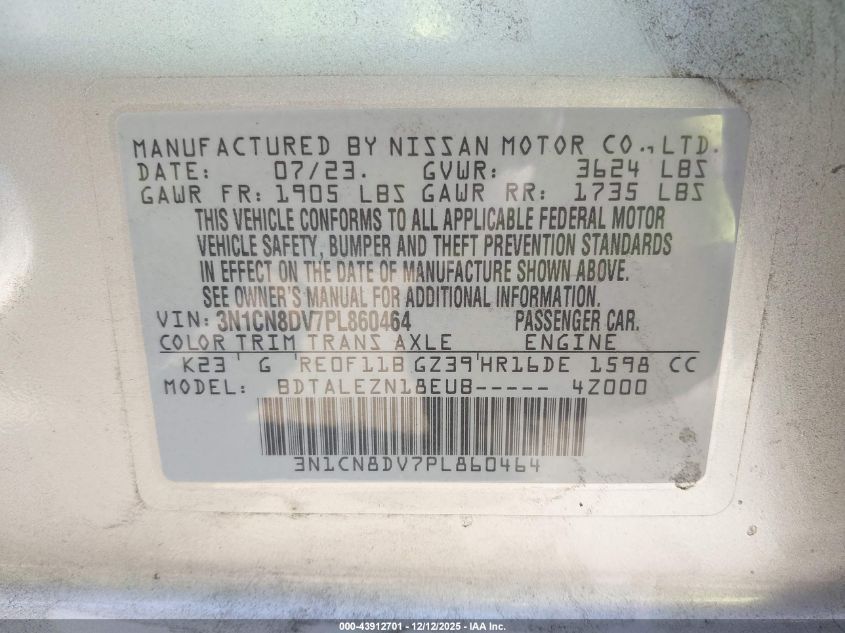 MANUFACTURED BY NISSAN MOTOR CO., LTD.
DATE: 07/23. GVWR: 3624 LBS
GAWR FR: 1905 LBS GAWR RR: 1735 LBS
THIS VEHICLE CONFORMS TO ALL APPLICABLE FEDERAL MOTOR
VEHICLE SAFETY, BUMPER AND THEFT PREVENTION STANDARDS
IN EFFECT ON THE DATE OF MANUFACTURE SHOWN ABOVE.
SEE OWNER'S MANUAL FOR ADDITIONAL INFORMATION.
VIN: 3N1CN8DV7PL860464 PASSENGER CAR.
COLOR TRIM TRANS AXLE ENGINE
K23 ' G 'RE0F11B GZ39'HR16DE 1598 CC
MODEL: BDTALEZN18EUB----- 4Z000
3N1CN8DV7PL860464
000-43912701 - 12/12/2025 - IAA Inc.